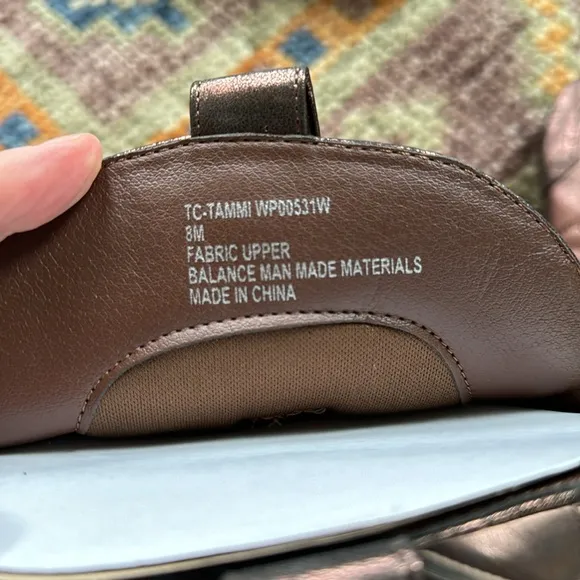 TC-TAMMI WP00531W
8M
FABRIC UPPER
BALANCE MAN MADE MATERIALS
MADE IN CHINA